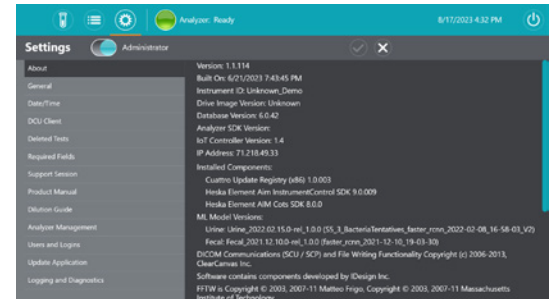 Analyzer: Ready
8/17/2023 4:32 PM
Settings
Administrator
About
General
Date/Time
DCU Client
Deleted Tests
Required Fields
Support Session
Product Manual
Dilution Guide
Analyzer Management
Users and Logins
Update Application
Logging and Diagnostics
Version: 1.1.114
Built On: 6/21/2023 7:43:45 PM
Instrument ID: Unknown_Demo
Drive Image Version: Unknown
Database Version: 6.0.42
Analyzer SDK Version:
IoT Controller Version: 1.4
IP Address: 71.218.49.33
Installed Components:
Cuattro Update Registry (x86) 1.0.003
Heska Element Aim InstrumentControl SDK 9.0.009
Heska Element AIM Cots SDK 8.0.0
ML Model Versions:
Urine: Urine_2022.02.15.0-rel_1.0.0 (S5_3_BacteriaTentatives_faster_rcnn_2022-02-08_16-58-03_V2)
Fecal: Fecal_2021.12.10.0-rel_1.0.0 (faster_rcnn_2021-12-10_19-03-30)
DICOM Communications (SCU / SCP) and File Writing Functionality Copyright (c) 2006-2013,
ClearCanvas Inc.
Software contains components developed by IDesign Inc.
FFTW is Copyright © 2003, 2007-11 Matteo Frigo, Copyright © 2003, 2007-11 Massachusetts
Institute of Technology